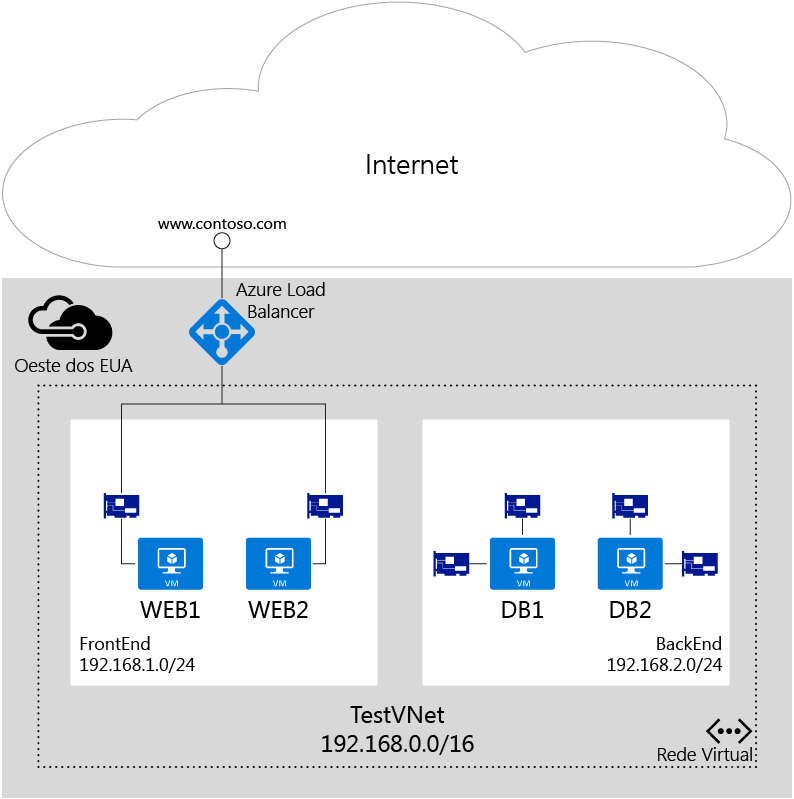 Internet
www.contoso.com
Azure Load
Balancer
Oeste dos EUA
VM
VM
VM
VM
WEB1
WEB2
DB1
DB2
FrontEnd
192.168.1.0/24
BackEnd
192.168.2.0/24
TestVNet
192.168.0.0/16
Rede Virtual